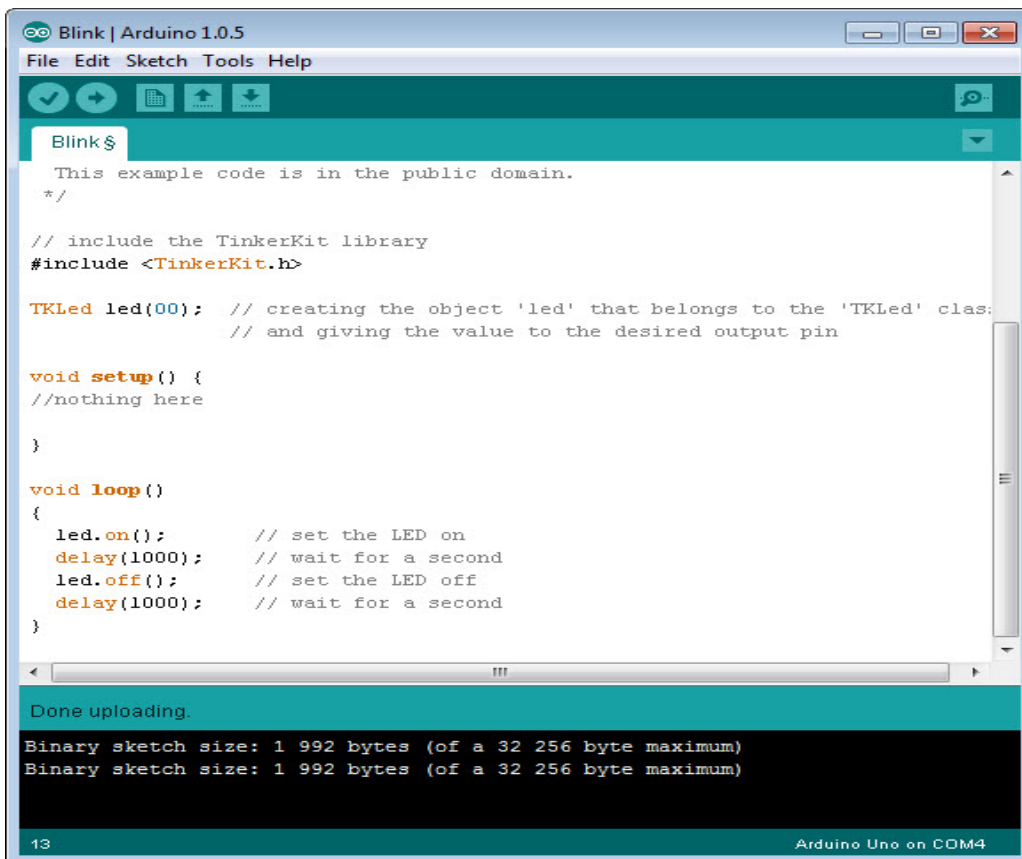 Blink | Arduino 1.0.5
File Edit Sketch Tools Help
Blink §
This example code is in the public domain.
*/
// include the TinkerKit library
#include <TinkerKit.h>
TKLed led(00); // creating the object 'led' that belongs to the 'TKLed' clas
// and giving the value to the desired output pin
void setup() {
//nothing here
}
void loop()
{
led.on(); // set the LED on
delay(1000); // wait for a second
led.off(); // set the LED off
delay(1000); // wait for a second
}
Done uploading.
Binary sketch size: 1 992 bytes (of a 32 256 byte maximum)
Binary sketch size: 1 992 bytes (of a 32 256 byte maximum)
13 Arduino Uno on COM4